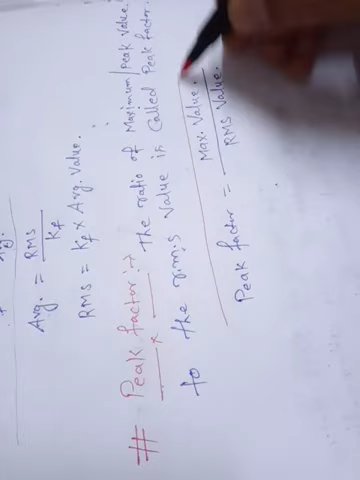 Avg. = RMS / Kf
RMS = Kf × Avg. Value.
# Peak factor :→ the ratio of Maximum/Peak Value
to the r.m.s Value is Called Peak factor.
Peak factor = Max. Value. / RMS Value.